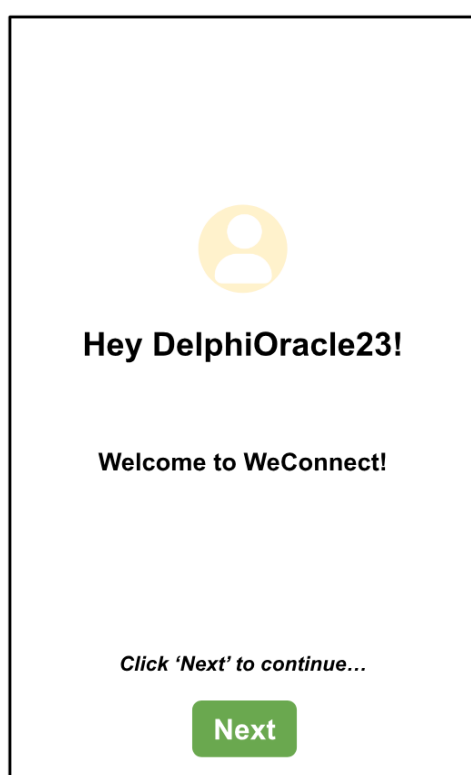 Hey DelphiOracle23!
Welcome to WeConnect!
Click ‘Next’ to continue…
Next